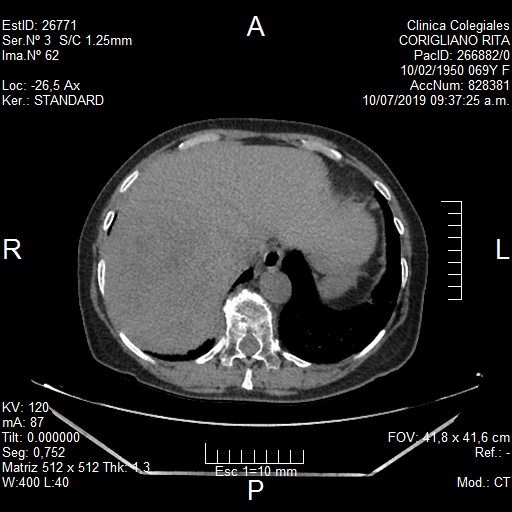 EstID: 26771
Ser.Nº 3 S/C 1.25mm
Ima.Nº 62
Loc: -26,5 Ax
Ker.: STANDARD
A
Clinica Colegiales
CORIGLIANO RITA
PacID: 266882/0
10/02/1950 069Y F
AccNum: 828381
10/07/2019 09:37:25 a.m.
R
L
KV: 120
mA: 87
Tilt: 0.000000
Seg: 0,752
Matriz 512 x 512 Thk: 1.3
W:400 L:40
Esc 1=10 mm
P
FOV: 41,8 x 41,6 cm
Ref.: -
Mod.: CT